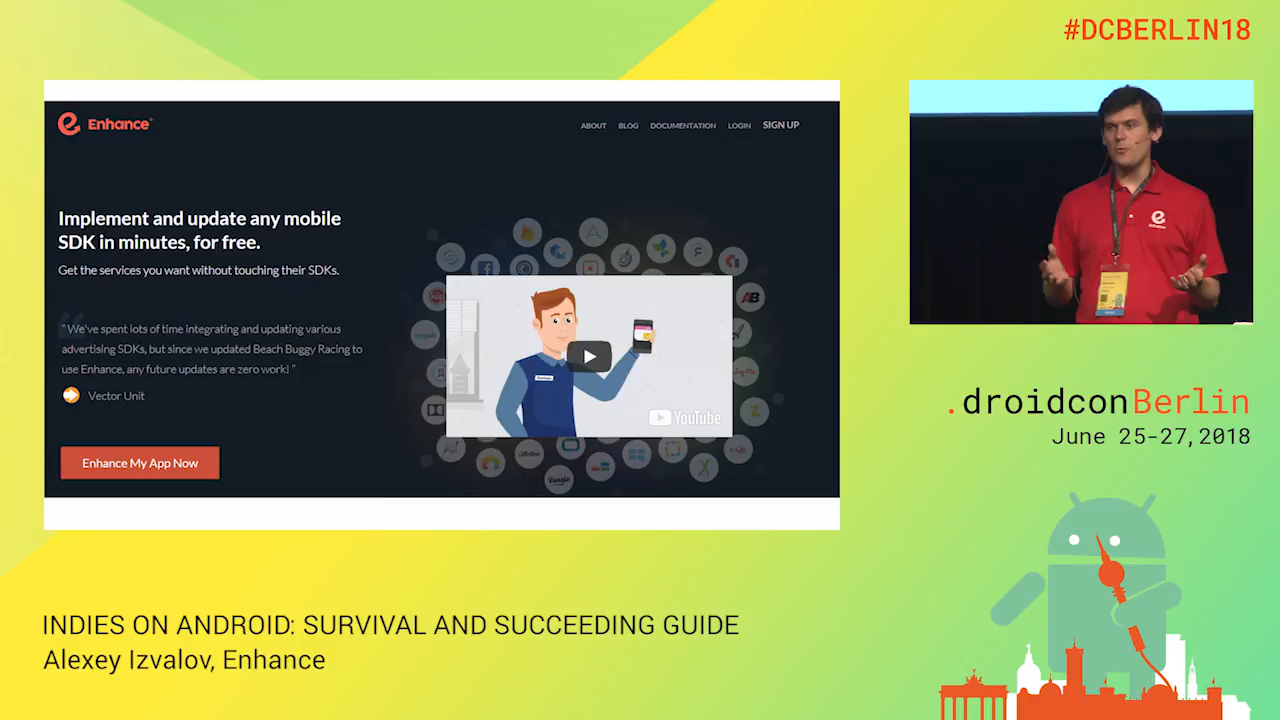 #DCBERLIN18
Enhance
ABOUT BLOG DOCUMENTATION LOGIN SIGN UP
Implement and update any mobile
SDK in minutes, for free.
Get the services you want without touching their SDKs.
" We've spent lots of time integrating and updating various
advertising SDKs, but since we updated Beach Buggy Racing to
use Enhance, any future updates are zero work! "
Vector Unit
Enhance My App Now
YouTube
Vungle
Enhance
.droidconBerlin
June 25-27,2018
INDIES ON ANDROID: SURVIVAL AND SUCCEEDING GUIDE
Alexey Izvalov, Enhance